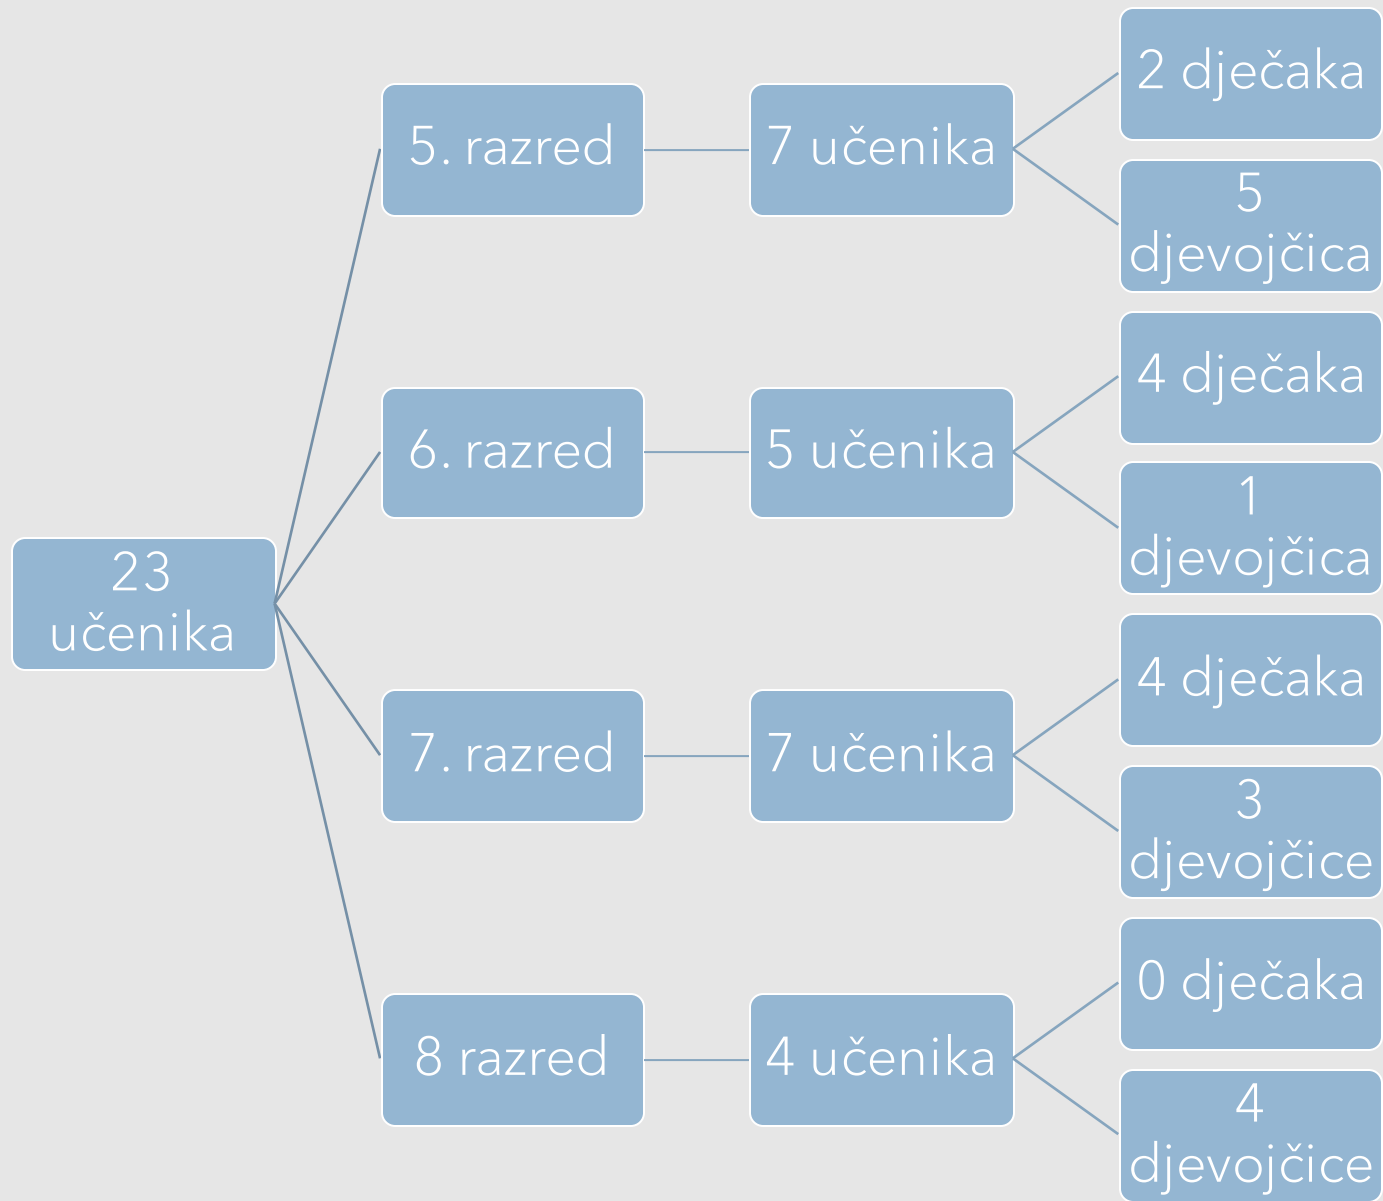 23
učenika
5. razred
7 učenika
2 dječaka
5
djevojčica
6. razred
5 učenika
4 dječaka
1
djevojčica
7. razred
7 učenika
4 dječaka
3
djevojčice
8 razred
4 učenika
0 dječaka
4
djevojčice